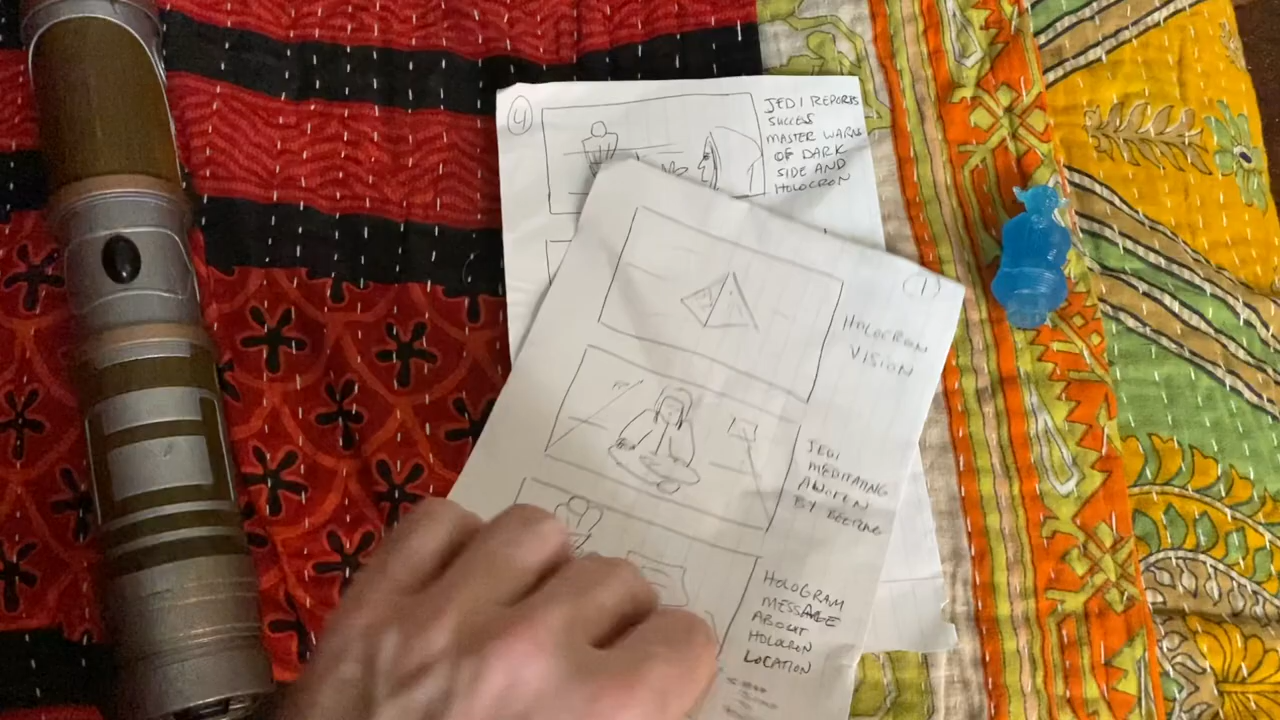 4
JEDI REPORTS
SUCCESS
MASTER WARNS
OF DARK
SIDE AND
HOLOCRON
(1)
HOLOCRON
VISION
JEDI
MEDITATING
AWOKEN
BY BEEPING
HOLOGRAM
MESSAGE
ABOUT
HOLOCRON
LOCATION